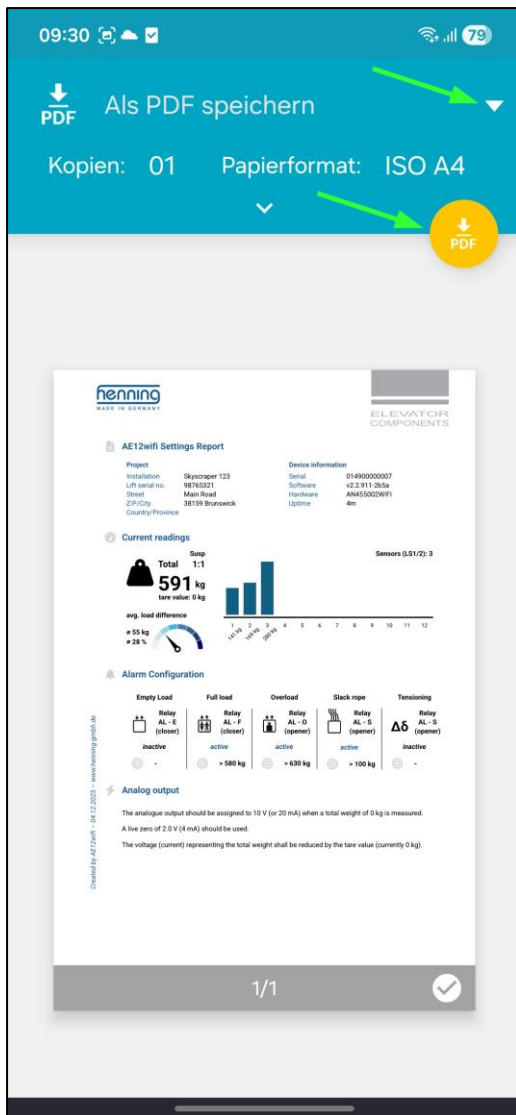 09:30
79
PDF
Als PDF speichern
Kopien: 01 Papierformat: ISO A4
PDF
henning
MADE IN GERMANY
ELEVATOR
COMPONENTS
AE12wifi Settings Report
Project
Installation Skyscraper 123
Lift serial no. 98765321
Street Main Road
ZIP/City 38159 Brunswick
Country/Province
Device information
Serial 014900000007
Software v2.2.911-2b5a
Hardware AN455002WIFI
Uptime 4m
Current readings
Susp
Total 1:1
591 kg
tare value: 0 kg
avg. load difference
ø 55 kg
ø 28 %
Sensors (LS1/2): 3
1 2 3 4 5 6 7 8 9 10 11 12
141 kg 169 kg 280 kg
Alarm Configuration
Empty Load Full load Overload Slack rope Tensioning
Relay Relay Relay Relay Relay
AL - E AL - F AL - O AL - S Δδ AL - S
(closer) (closer) (opener) (opener) (opener)
inactive active active active inactive
- > 580 kg > 630 kg > 100 kg -
Analog output
The analogue output should be assigned to 10 V (or 20 mA) when a total weight of 0 kg is measured.
A live zero of 2.0 V (4 mA) should be used.
The voltage (current) representing the total weight shall be reduced by the tare value (currently 0 kg).
Created by AE12wifi – 04.12.2025 – www.henning-gmbh.de
1/1